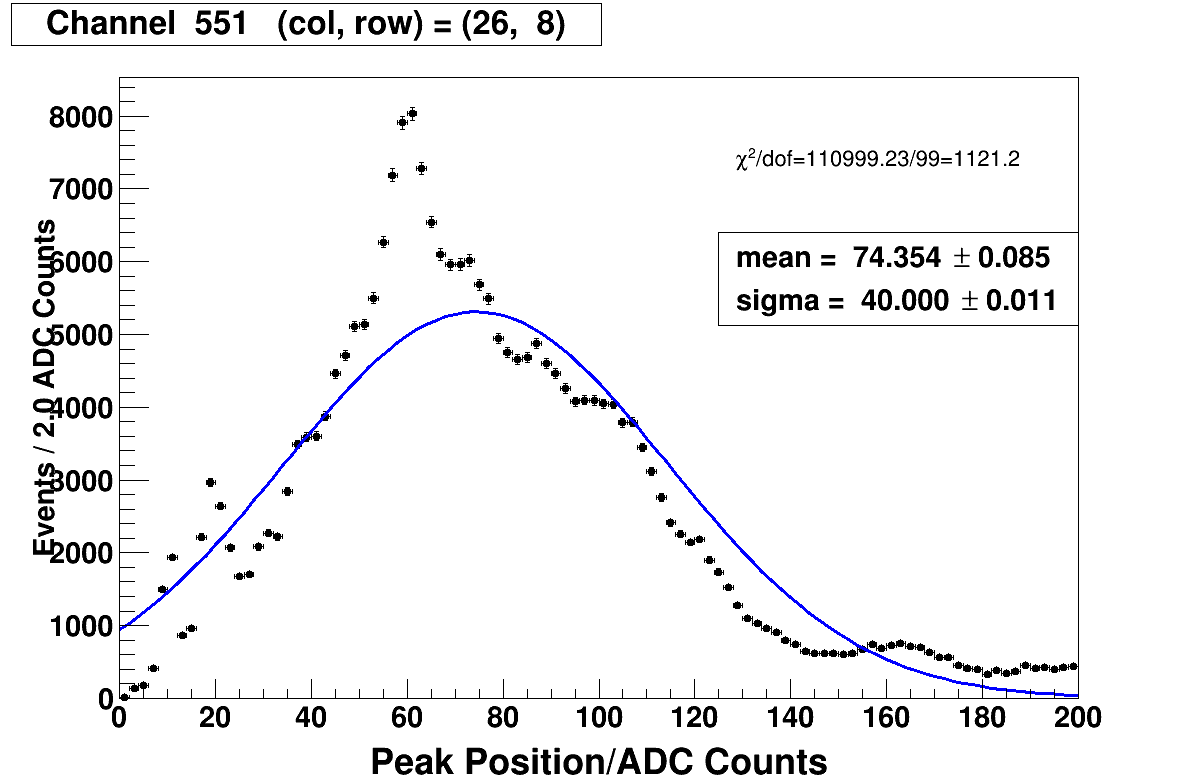 Channel 551 (col, row) = (26, 8)
8000
7000
6000
5000
4000
3000
2000
1000
0
Events / 2.0 ADC Counts
χ²/dof=110999.23/99=1121.2
mean = 74.354 ± 0.085
sigma = 40.000 ± 0.011
0 20 40 60 80 100 120 140 160 180 200
Peak Position/ADC Counts